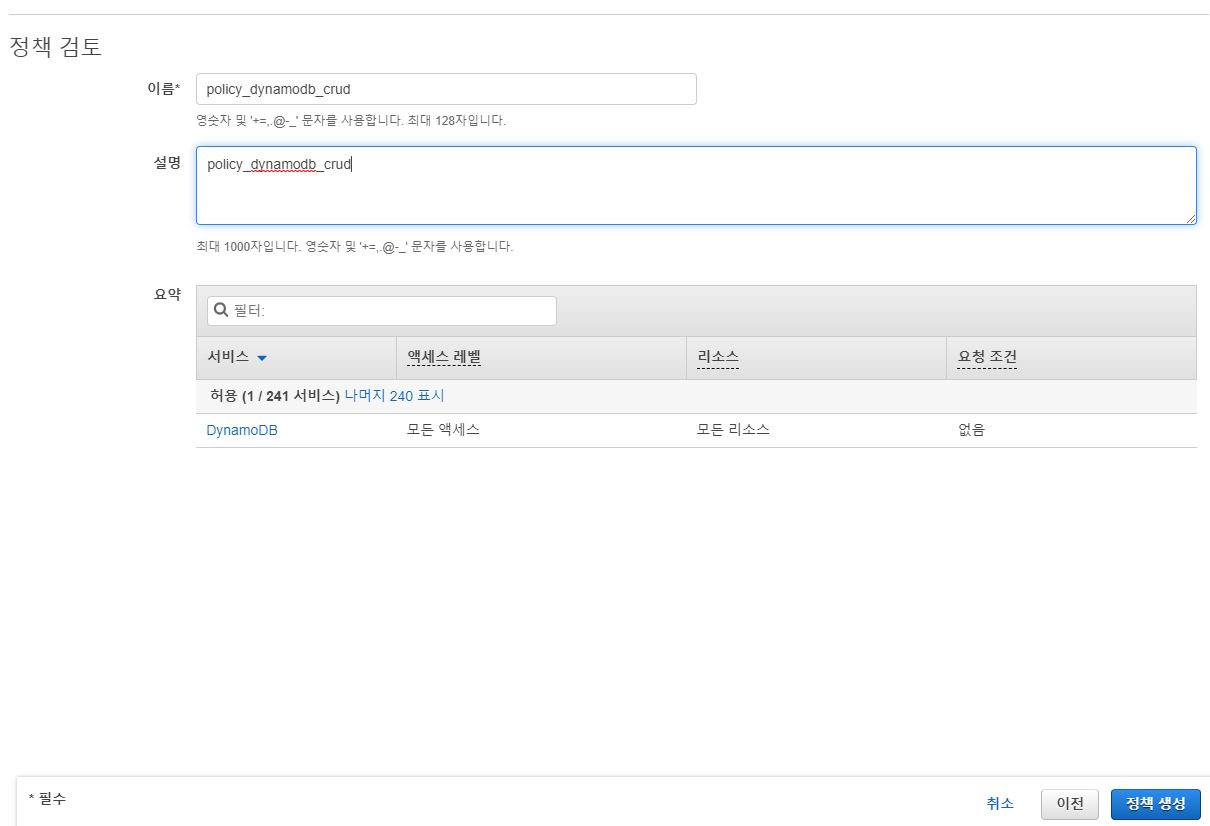 정책 검토
이름* policy_dynamodb_crud
영숫자 및 '+=,.@-_' 문자를 사용합니다. 최대 128자입니다.
설명 policy_dynamodb_crud
최대 1000자입니다. 영숫자 및 '+=,.@-_' 문자를 사용합니다.
요약 필터:
서비스 액세스 레벨 리소스 요청 조건
허용 (1 / 241 서비스) 나머지 240 표시
DynamoDB 모든 액세스 모든 리소스 없음
* 필수 취소 이전 정책 생성